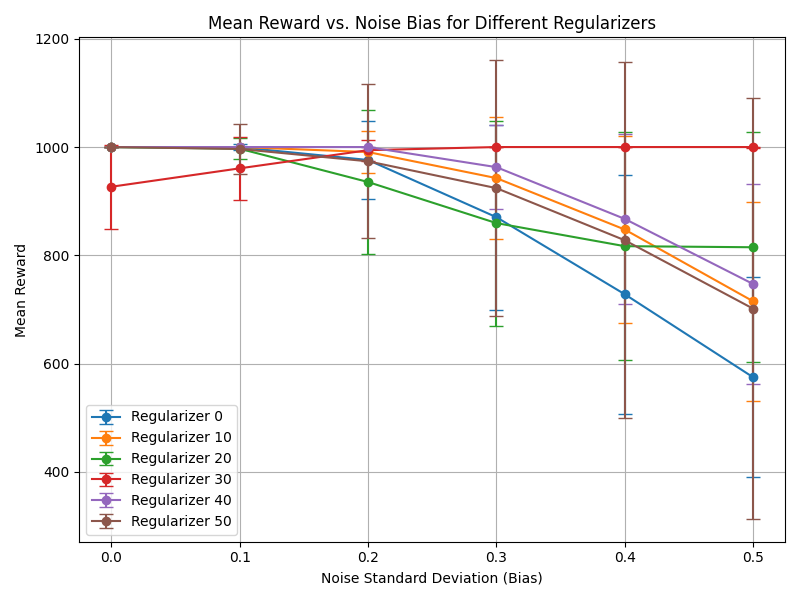 Mean Reward vs. Noise Bias for Different Regularizers
1200
1000
800
600
400
Mean Reward
Regularizer 0
Regularizer 10
Regularizer 20
Regularizer 30
Regularizer 40
Regularizer 50
0.0 0.1 0.2 0.3 0.4 0.5
Noise Standard Deviation (Bias)